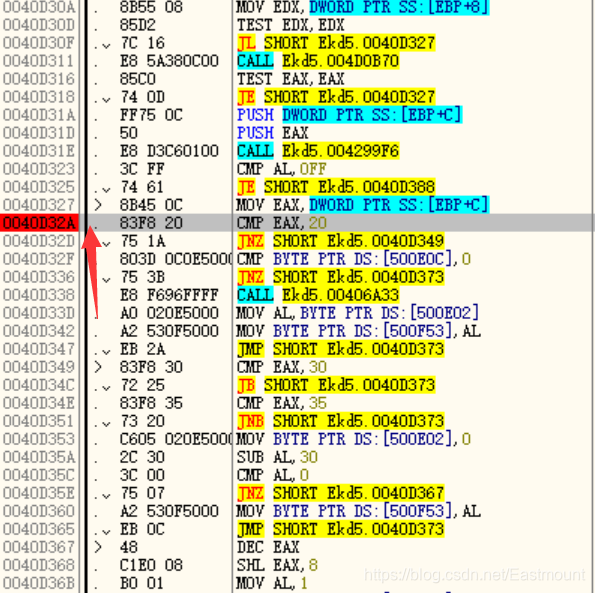 0040D30A . 8B55 08 MOV EDX,DWORD PTR SS:[EBP+8]
0040D30D . 85D2 TEST EDX,EDX
0040D30F .v 7C 16 JL SHORT Ekd5.0040D327
0040D311 . E8 5A380C00 CALL Ekd5.004D0B70
0040D316 . 85C0 TEST EAX,EAX
0040D318 .v 74 0D JE SHORT Ekd5.0040D327
0040D31A . FF75 0C PUSH DWORD PTR SS:[EBP+C]
0040D31D . 50 PUSH EAX
0040D31E . E8 D3C60100 CALL Ekd5.004299F6
0040D323 . 3C FF CMP AL,0FF
0040D325 .v 74 61 JE SHORT Ekd5.0040D388
0040D327 > 8B45 0C MOV EAX,DWORD PTR SS:[EBP+C]
0040D32A . 83F8 20 CMP EAX,20
0040D32D .v 75 1A JNZ SHORT Ekd5.0040D349
0040D32F . 803D 0C0E5000 CMP BYTE PTR DS:[500E0C],0
0040D336 .v 75 3B JNZ SHORT Ekd5.0040D373
0040D338 . E8 F696FFFF CALL Ekd5.00406A33
0040D33D . A0 020E5000 MOV AL,BYTE PTR DS:[500E02]
0040D342 . A2 530F5000 MOV BYTE PTR DS:[500F53],AL
0040D347 .v EB 2A JMP SHORT Ekd5.0040D373
0040D349 > 83F8 30 CMP EAX,30
0040D34C .v 72 25 JB SHORT Ekd5.0040D373
0040D34E . 83F8 35 CMP EAX,35
0040D351 .v 73 20 JNB SHORT Ekd5.0040D373
0040D353 . C605 020E5000 MOV BYTE PTR DS:[500E02],0
0040D35A . 2C 30 SUB AL,30
0040D35C . 3C 00 CMP AL,0
0040D35E .v 75 07 JNZ SHORT Ekd5.0040D367
0040D360 . A2 530F5000 MOV BYTE PTR DS:[500F53],AL
0040D365 .v EB 0C JMP SHORT Ekd5.0040D373
0040D367 > 48 DEC EAX
0040D368 . C1E0 08 SHL EAX,8
0040D36B . B0 01 MOV AL,1
https://blog.csdn.net/Eastmount